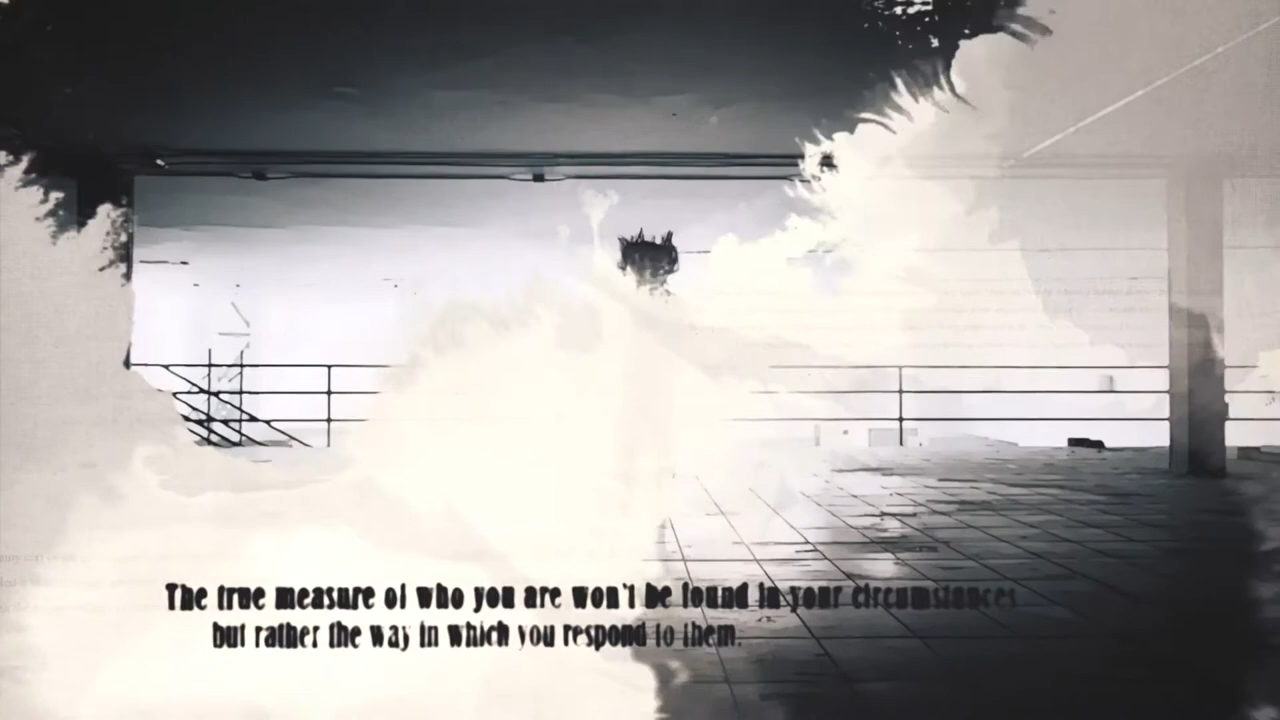 The true measure of who you are won't be found in your circumstances
but rather the way in which you respond to them.